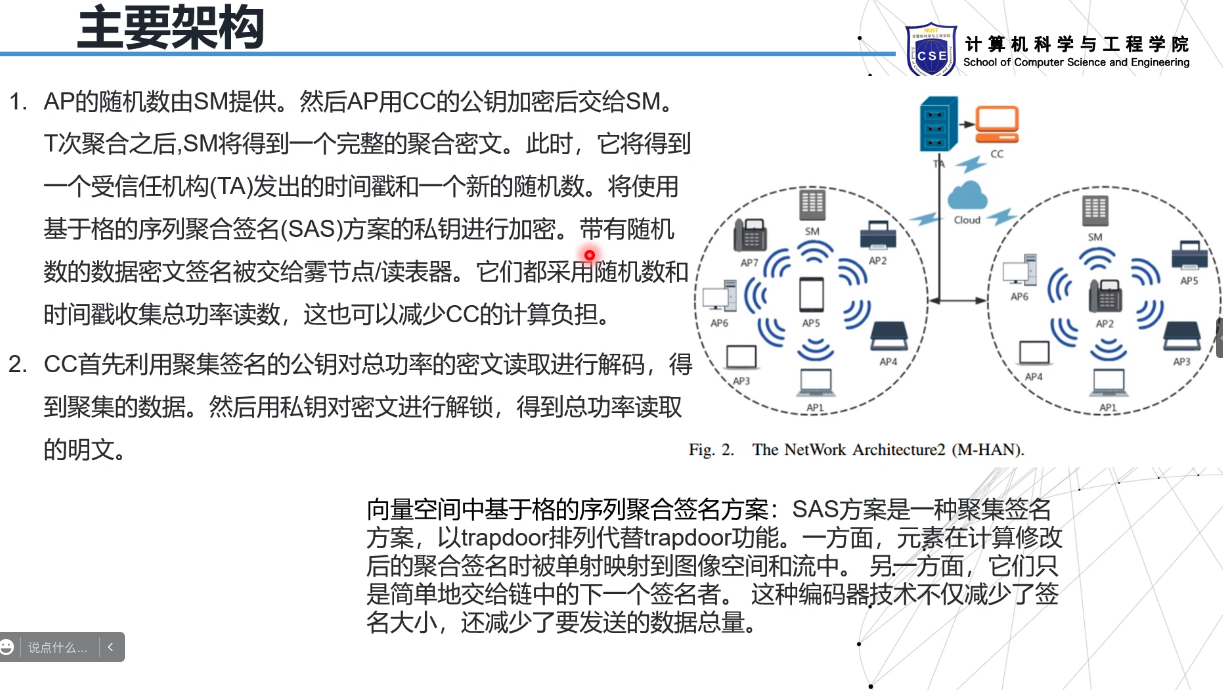 主要架构
HUST
CSE
计算机科学与工程学院
School of Computer Science and Engineering
1. AP的随机数由SM提供。然后AP用CC的公钥加密后交给SM。
T次聚合之后,SM将得到一个完整的聚合密文。此时，它将得到
一个受信任机构(TA)发出的时间戳和一个新的随机数。将使用
基于格的序列聚合签名(SAS)方案的私钥进行加密。带有随机
数的数据密文签名被交给雾节点/读表器。它们都采用随机数和
时间戳收集总功率读数，这也可以减少CC的计算负担。
2. CC首先利用聚集签名的公钥对总功率的密文读取进行解码，得
到聚集的数据。然后用私钥对密文进行解锁，得到总功率读取
的明文。
TA
CC
Cloud
SM
AP7
AP2
AP6
AP5
AP4
AP3
AP1
SM
AP5
AP6
AP2
AP3
AP4
AP1
Fig. 2. The NetWork Architecture2 (M-HAN).
向量空间中基于格的序列聚合签名方案：SAS方案是一种聚集签名
方案，以trapdoor排列代替trapdoor功能。一方面，元素在计算修改
后的聚合签名时被单射映射到图像空间和流中。 另一方面，它们只
是简单地交给链中的下一个签名者。 这种编码器技术不仅减少了签
名大小，还减少了要发送的数据总量。
说点什么...